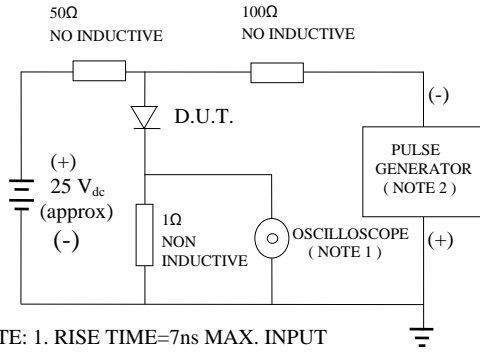 50Ω
NO INDUCTIVE
100Ω
NO INDUCTIVE
(-)
D.U.T.
PULSE
GENERATOR
( NOTE 2 )
(+)
25 Vdc
(approx)
(-)
1Ω
NON
INDUCTIVE
OSCILLOSCOPE
( NOTE 1 )
(+)
TE: 1. RISE TIME=7ns MAX. INPUT